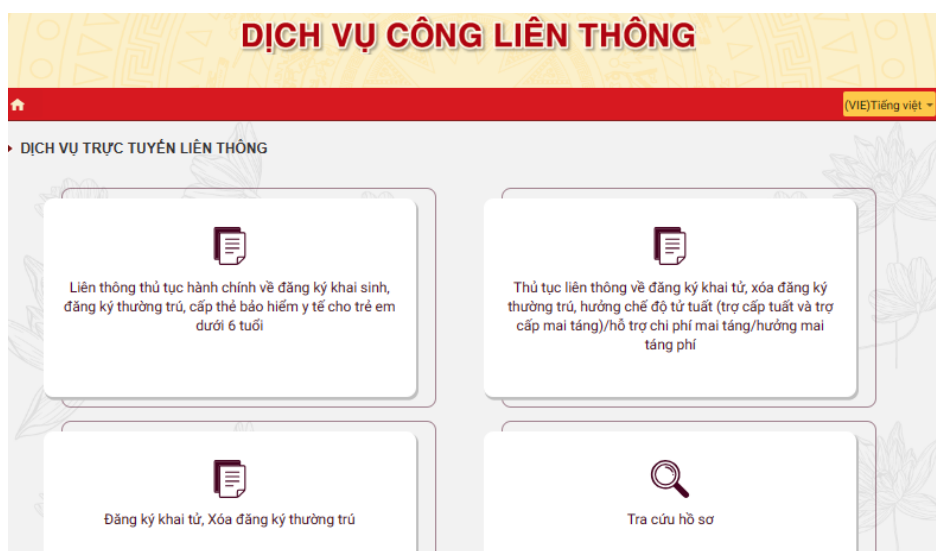 DỊCH VỤ CÔNG LIÊN THÔNG
(VIE)Tiếng việt
DỊCH VỤ TRỰC TUYẾN LIÊN THÔNG
Liên thông thủ tục hành chính về đăng ký khai sinh,
đăng ký thường trú, cấp thẻ bảo hiểm y tế cho trẻ em
dưới 6 tuổi
Thủ tục liên thông về đăng ký khai tử, xóa đăng ký
thường trú, hưởng chế độ tử tuất (trợ cấp tuất và trợ
cấp mai táng)/hỗ trợ chi phí mai táng/hưởng mai
táng phí
Đăng ký khai tử, Xóa đăng ký thường trú
Tra cứu hồ sơ